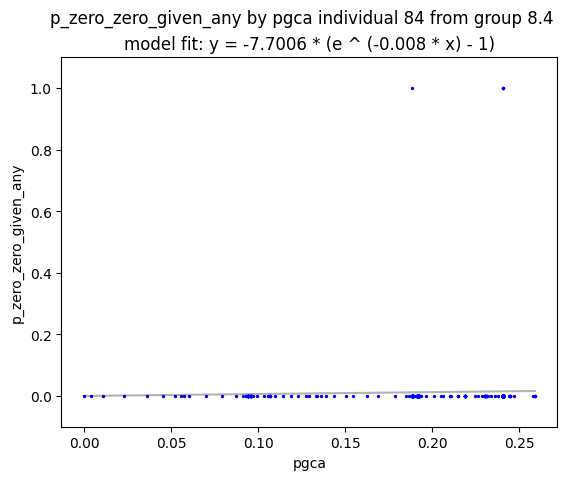 p_zero_zero_given_any by pgca individual 84 from group 8.4
model fit: y = -7.7006 * (e ^ (-0.008 * x) - 1)
1.0
0.8
0.6
0.4
0.2
0.0
p_zero_zero_given_any
0.00 0.05 0.10 0.15 0.20 0.25
pgca